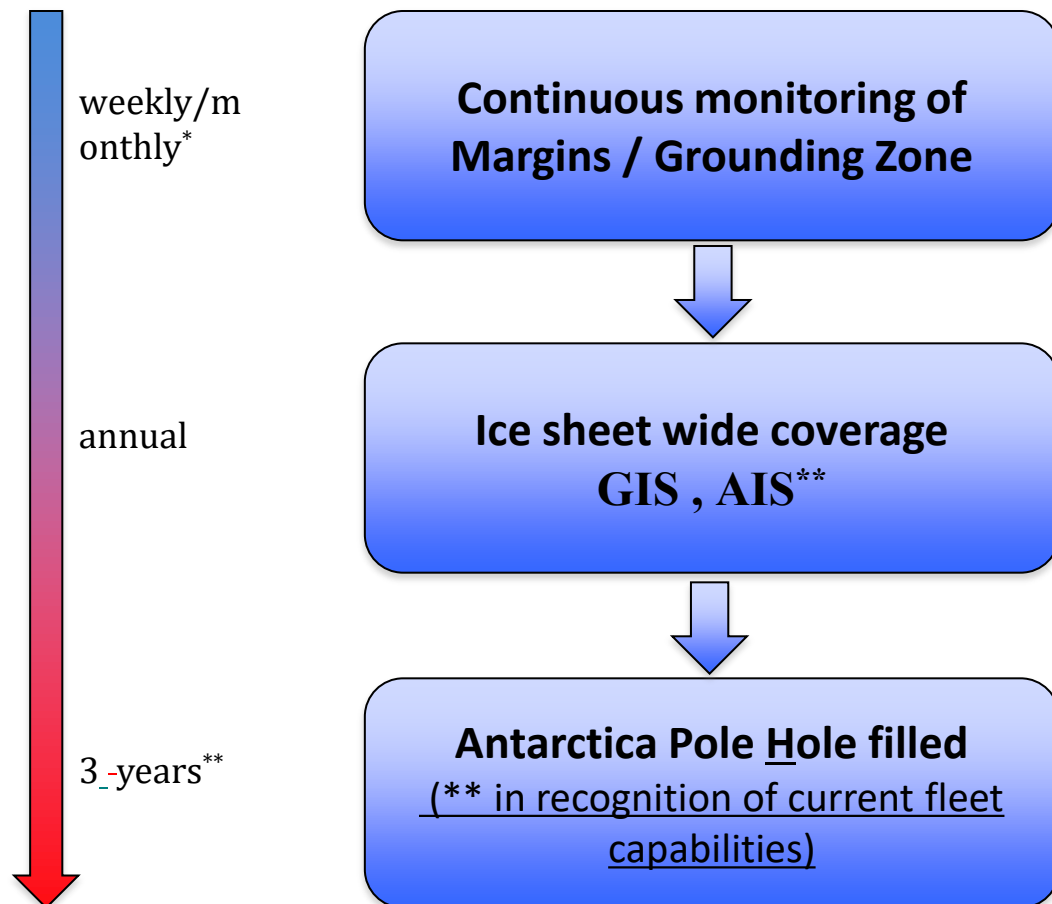 weekly/m
onthly*
Continuous monitoring of
Margins / Grounding Zone
annual
Ice sheet wide coverage
GIS , AIS**
3 -years**
Antarctica Pole Hole filled
(** in recognition of current fleet
capabilities)